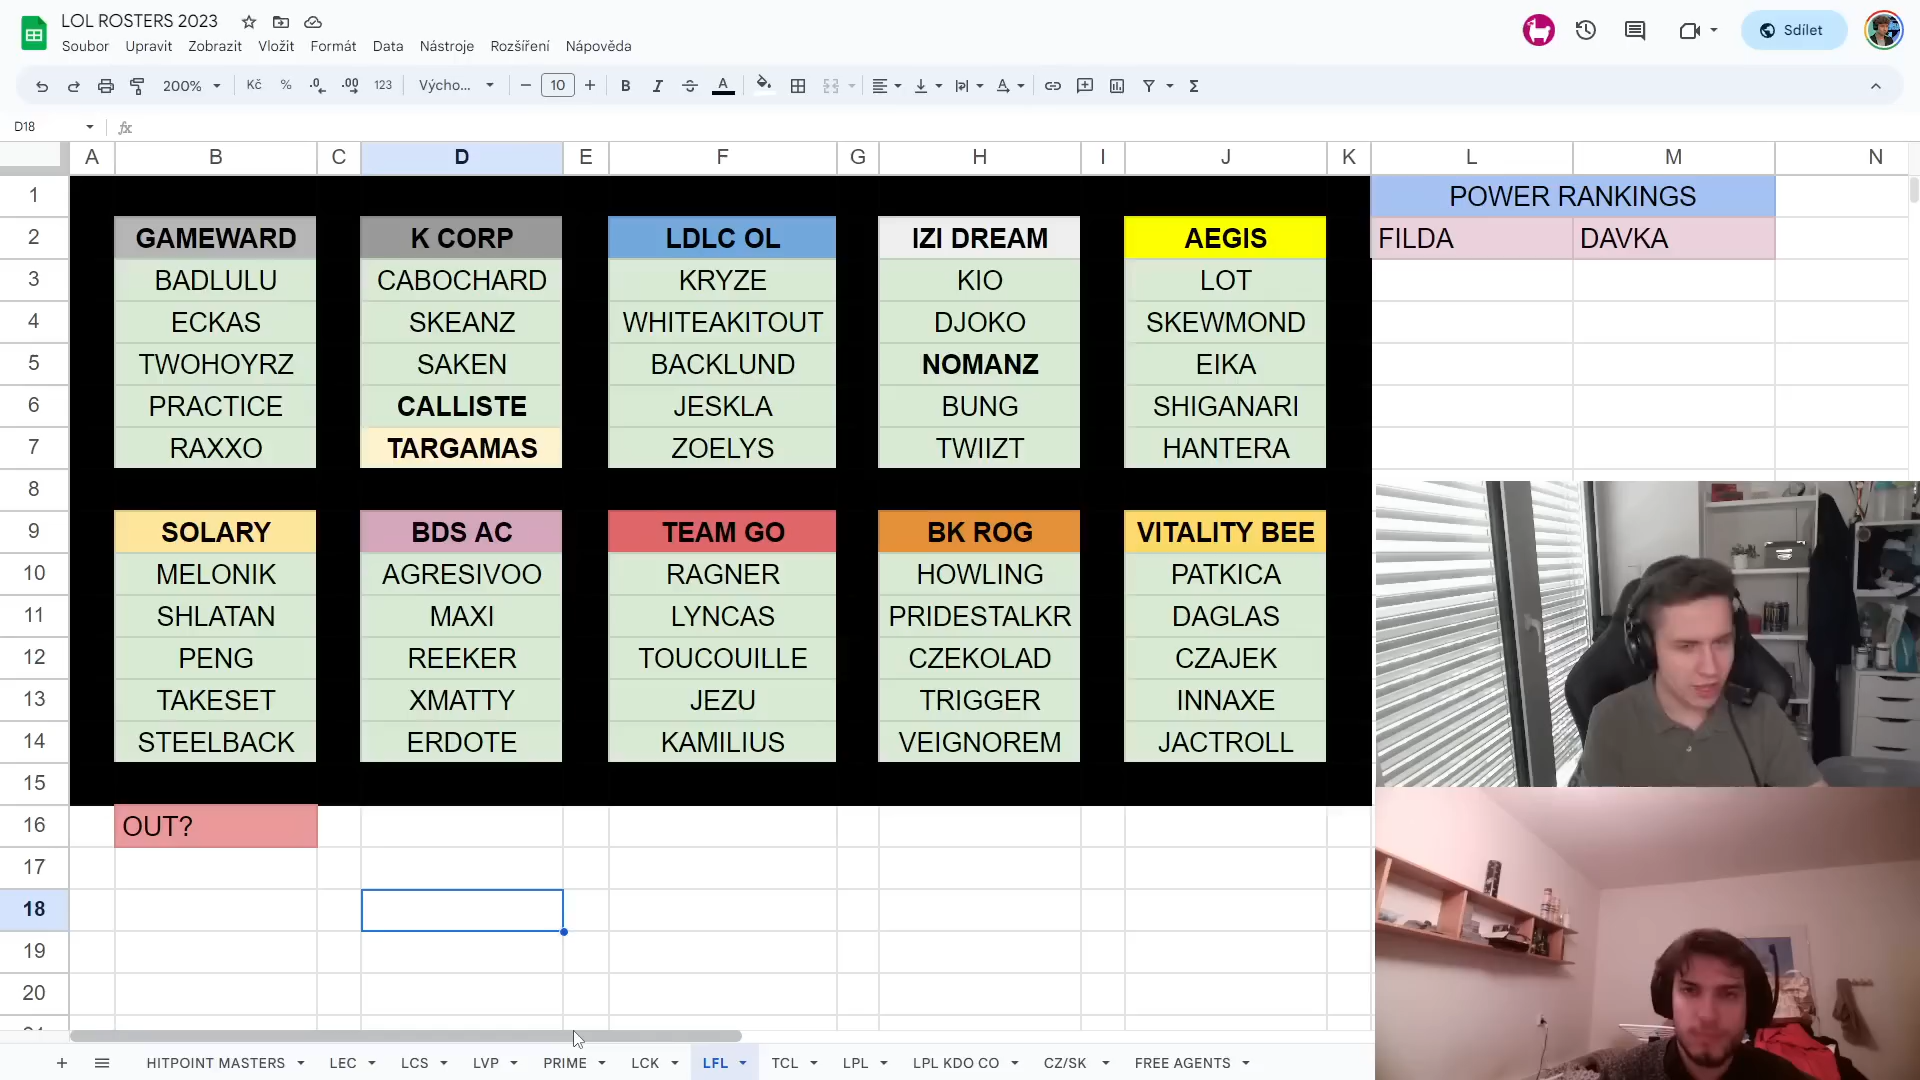 LOL ROSTERS 2023
Soubor Upravit Zobrazit Vložit Formát Data Nástroje Rozšíření Nápověda
Sdílet
200% Kč % .0 .00 123 Výcho... 10 B I A
D18 fx
A B C D E F G H I J K L M N
1 POWER RANKINGS
2 GAMEWARD K CORP LDLC OL IZI DREAM AEGIS FILDA DAVKA
3 BADLULU CABOCHARD KRYZE KIO LOT
4 ECKAS SKEANZ WHITEAKITOUT DJOKO SKEWMOND
5 TWOHOYRZ SAKEN BACKLUND NOMANZ EIKA
6 PRACTICE CALLISTE JESKLA BUNG SHIGANARI
7 RAXXO TARGAMAS ZOELYS TWIIZT HANTERA
8
9 SOLARY BDS AC TEAM GO BK ROG VITALITY BEE
10 MELONIK AGRESIVOO RAGNER HOWLING PATKICA
11 SHLATAN MAXI LYNCAS PRIDESTALKR DAGLAS
12 PENG REEKER TOUCOUILLE CZEKOLAD CZAJEK
13 TAKESET XMATTY JEZU TRIGGER INNAXE
14 STEELBACK ERDOTE KAMILIUS VEIGNOREM JACTROLL
15
16 OUT?
17
18
19
20
HITPOINT MASTERS LEC LCS LVP PRIME LCK LFL TCL LPL LPL KDO CO CZ/SK FREE AGENTS